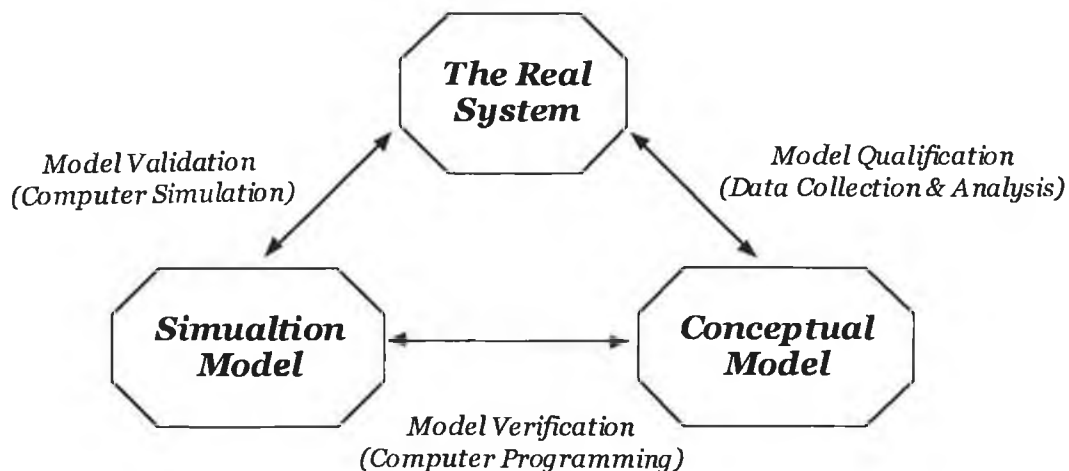 The Real
System
Model Validation
(Computer Simulation)
Model Qualification
(Data Collection & Analysis)
Simualtion
Model
Conceptual
Model
Model Verification
(Computer Programming)